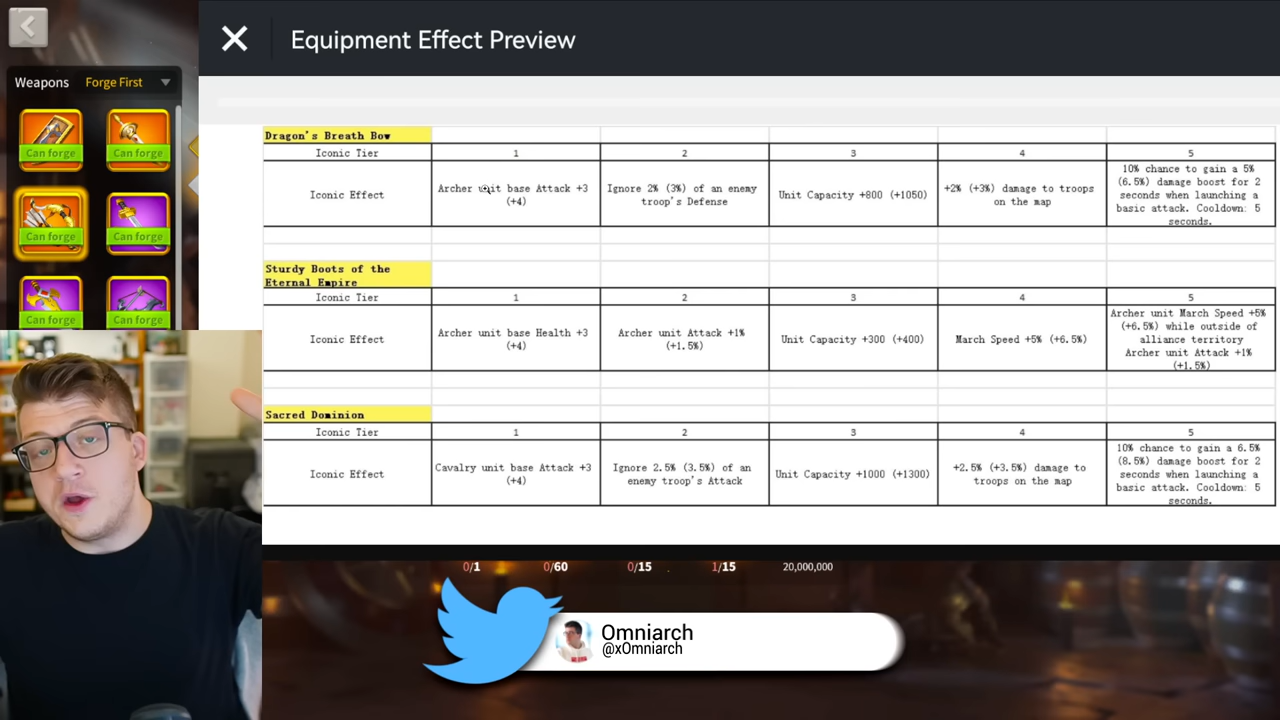 Equipment Effect Preview
Weapons Forge First
Can forge Can forge
Can forge Can forge
Can forge Can forge
Dragon's Breath Bow
Iconic Tier 1 2 3 4 5
Iconic Effect
Archer unit base Attack +3
(+4)
Ignore 2% (3%) of an enemy
troop's Defense
Unit Capacity +800 (+1050)
+2% (+3%) damage to troops
on the map
10% chance to gain a 5%
(6.5%) damage boost for 2
seconds when launching a
basic attack. Cooldown: 5
seconds.
Sturdy Boots of the
Eternal Empire
Iconic Tier 1 2 3 4 5
Iconic Effect
Archer unit base Health +3
(+4)
Archer unit Attack +1%
(+1.5%)
Unit Capacity +300 (+400)
March Speed +5% (+6.5%)
Archer unit March Speed +5%
(+6.5%) while outside of
alliance territory
Archer unit Attack +1%
(+1.5%)
Sacred Dominion
Iconic Tier 1 2 3 4 5
Iconic Effect
Cavalry unit base Attack +3
(+4)
Ignore 2.5% (3.5%) of an
enemy troop's Attack
Unit Capacity +1000 (+1300)
+2.5% (+3.5%) damage to
troops on the map
10% chance to gain a 6.5%
(8.5%) damage boost for 2
seconds when launching a
basic attack. Cooldown: 5
seconds.
0/1 0/60 0/15 1/15 20,000,000
Omniarch
@xOmniarch